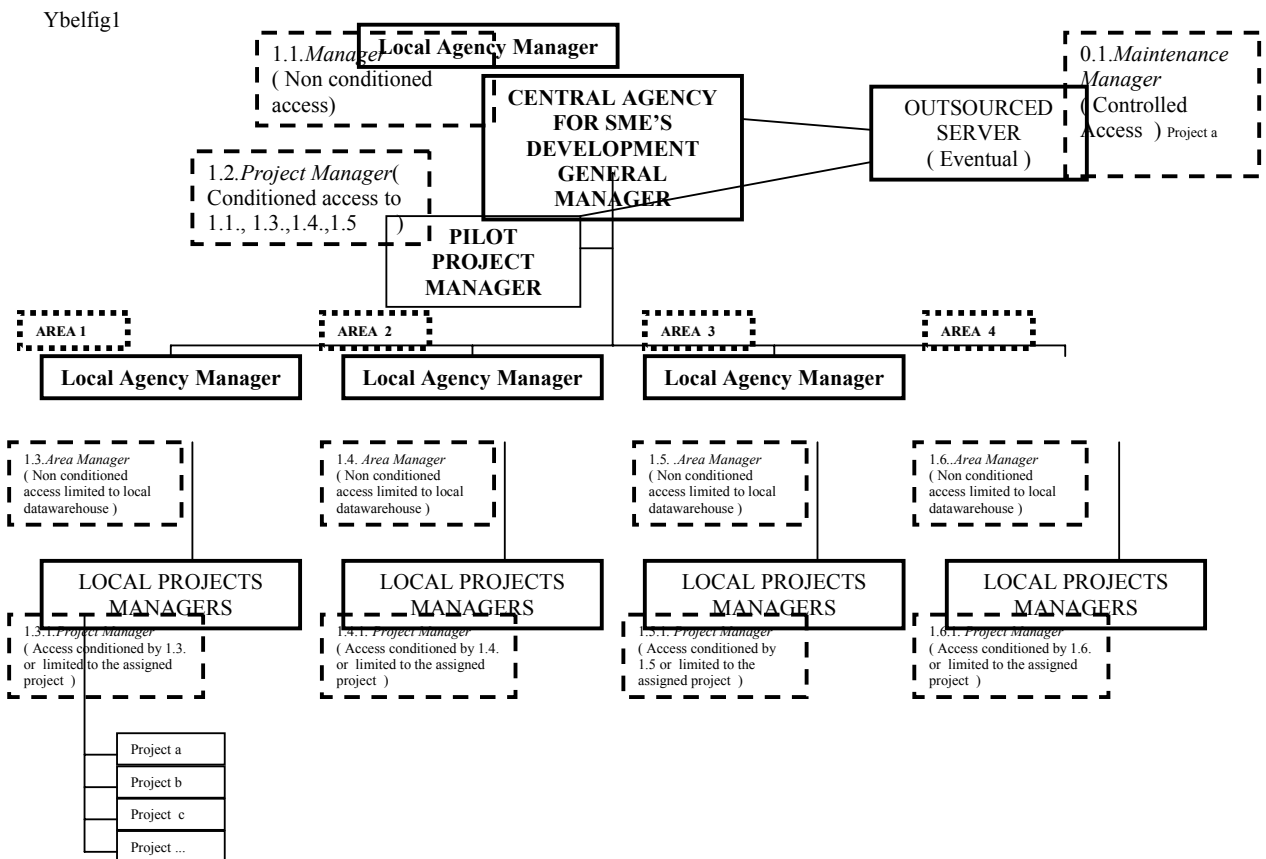 Ybelfig1
Local Agency Manager
1.1.Manager
( Non conditioned
access)
0.1.Maintenance
Manager
( Controlled
Access ) Project a
CENTRAL AGENCY
FOR SME'S
DEVELOPMENT
GENERAL
MANAGER
OUTSOURCED
SERVER
( Eventual )
1.2.Project Manager(
Conditioned access to
1.1., 1.3.,1.4.,1.5 )
PILOT
PROJECT
MANAGER
AREA 1
AREA 2
AREA 3
AREA 4
Local Agency Manager
Local Agency Manager
Local Agency Manager
1.3.Area Manager
( Non conditioned
access limited to local
datawarehouse )
1.4. Area Manager
( Non conditioned
access limited to local
datawarehouse )
1.5. .Area Manager
( Non conditioned
access limited to local
datawarehouse )
1.6..Area Manager
( Non conditioned
access limited to local
datawarehouse )
LOCAL PROJECTS
MANAGERS
LOCAL PROJECTS
MANAGERS
LOCAL PROJECTS
MANAGERS
LOCAL PROJECTS
MANAGERS
1.3.1.Project Manager
( Access conditioned by 1.3.
or limited to the assigned
project )
1.4.1. Project Manager
( Access conditioned by 1.4.
or limited to the assigned
project )
1.5.1. Project Manager
( Access conditioned by
1.5 or limited to the
assigned project )
1.6.1. Project Manager
( Access conditioned by 1.6.
or limited to the assigned
project )
Project a
Project b
Project c
Project ...